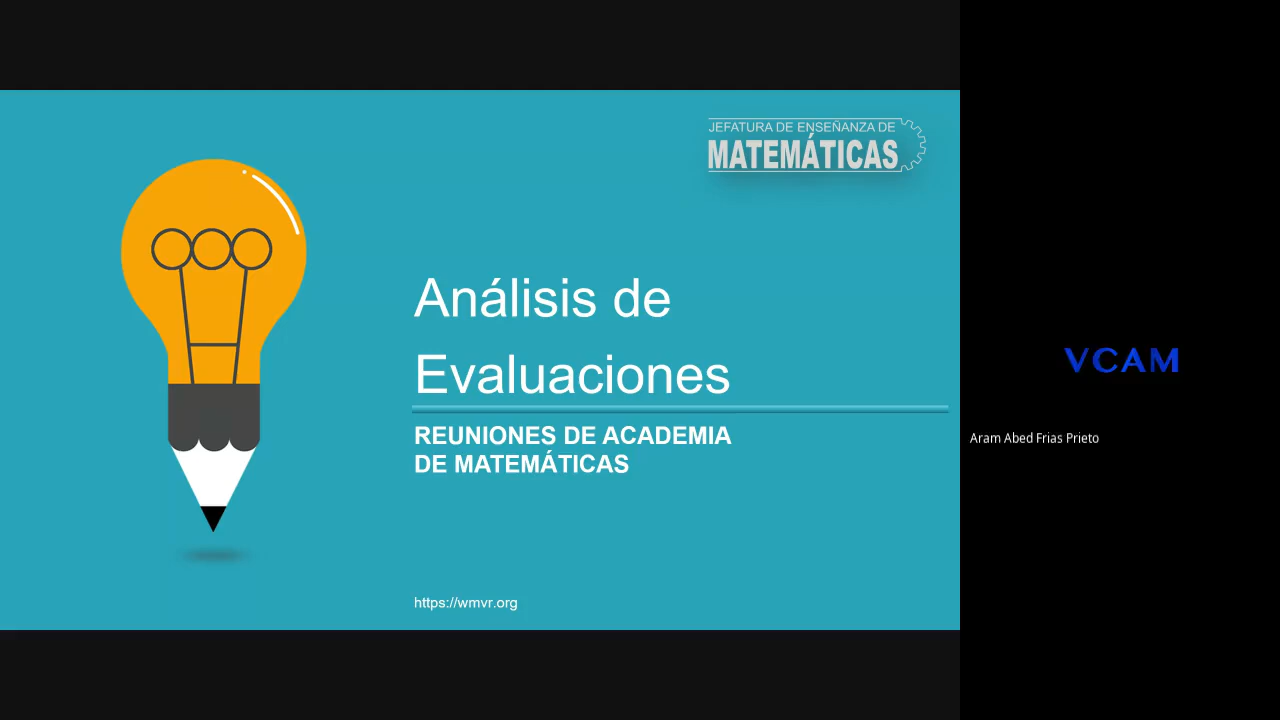 JEFATURA DE ENSEÑANZA DE
MATEMÁTICAS
Análisis de
Evaluaciones
REUNIONES DE ACADEMIA
DE MATEMÁTICAS
https://wmvr.org
VCAM
Aram Abed Frias Prieto